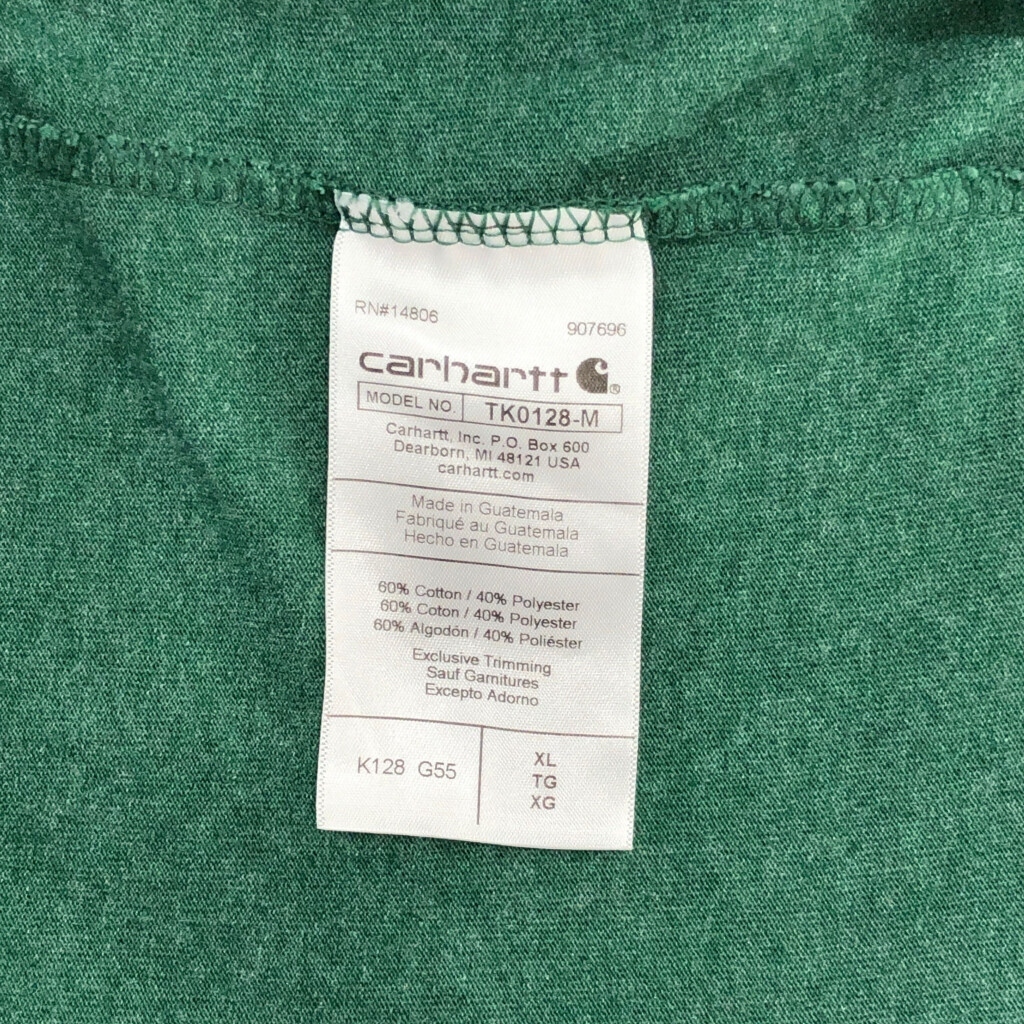 RN#14806
907696
carhartt ®
MODEL NO. TK0128-M
Carhartt, Inc. P.O. Box 600
Dearborn, MI 48121 USA
carhartt.com
Made in Guatemala
Fabriqué au Guatemala
Hecho en Guatemala
60% Cotton / 40% Polyester
60% Coton / 40% Polyester
60% Algodón / 40% Poliéster
Exclusive Trimming
Sauf Garnitures
Excepto Adorno
K128 G55
XL
TG
XG